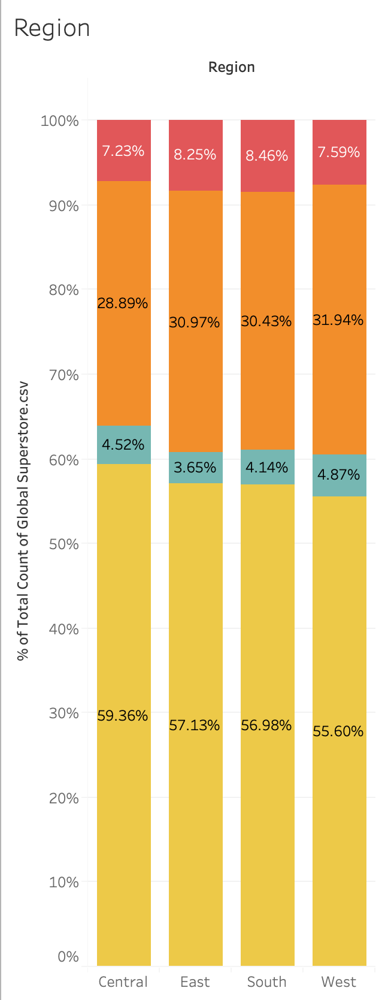 Region
Region
100%
90%
80%
70%
60%
50%
40%
30%
20%
10%
0%
% of Total Count of Global Superstore.csv
7.23% 8.25% 8.46% 7.59%
28.89% 30.97% 30.43% 31.94%
4.52% 3.65% 4.14% 4.87%
59.36% 57.13% 56.98% 55.60%
Central East South West